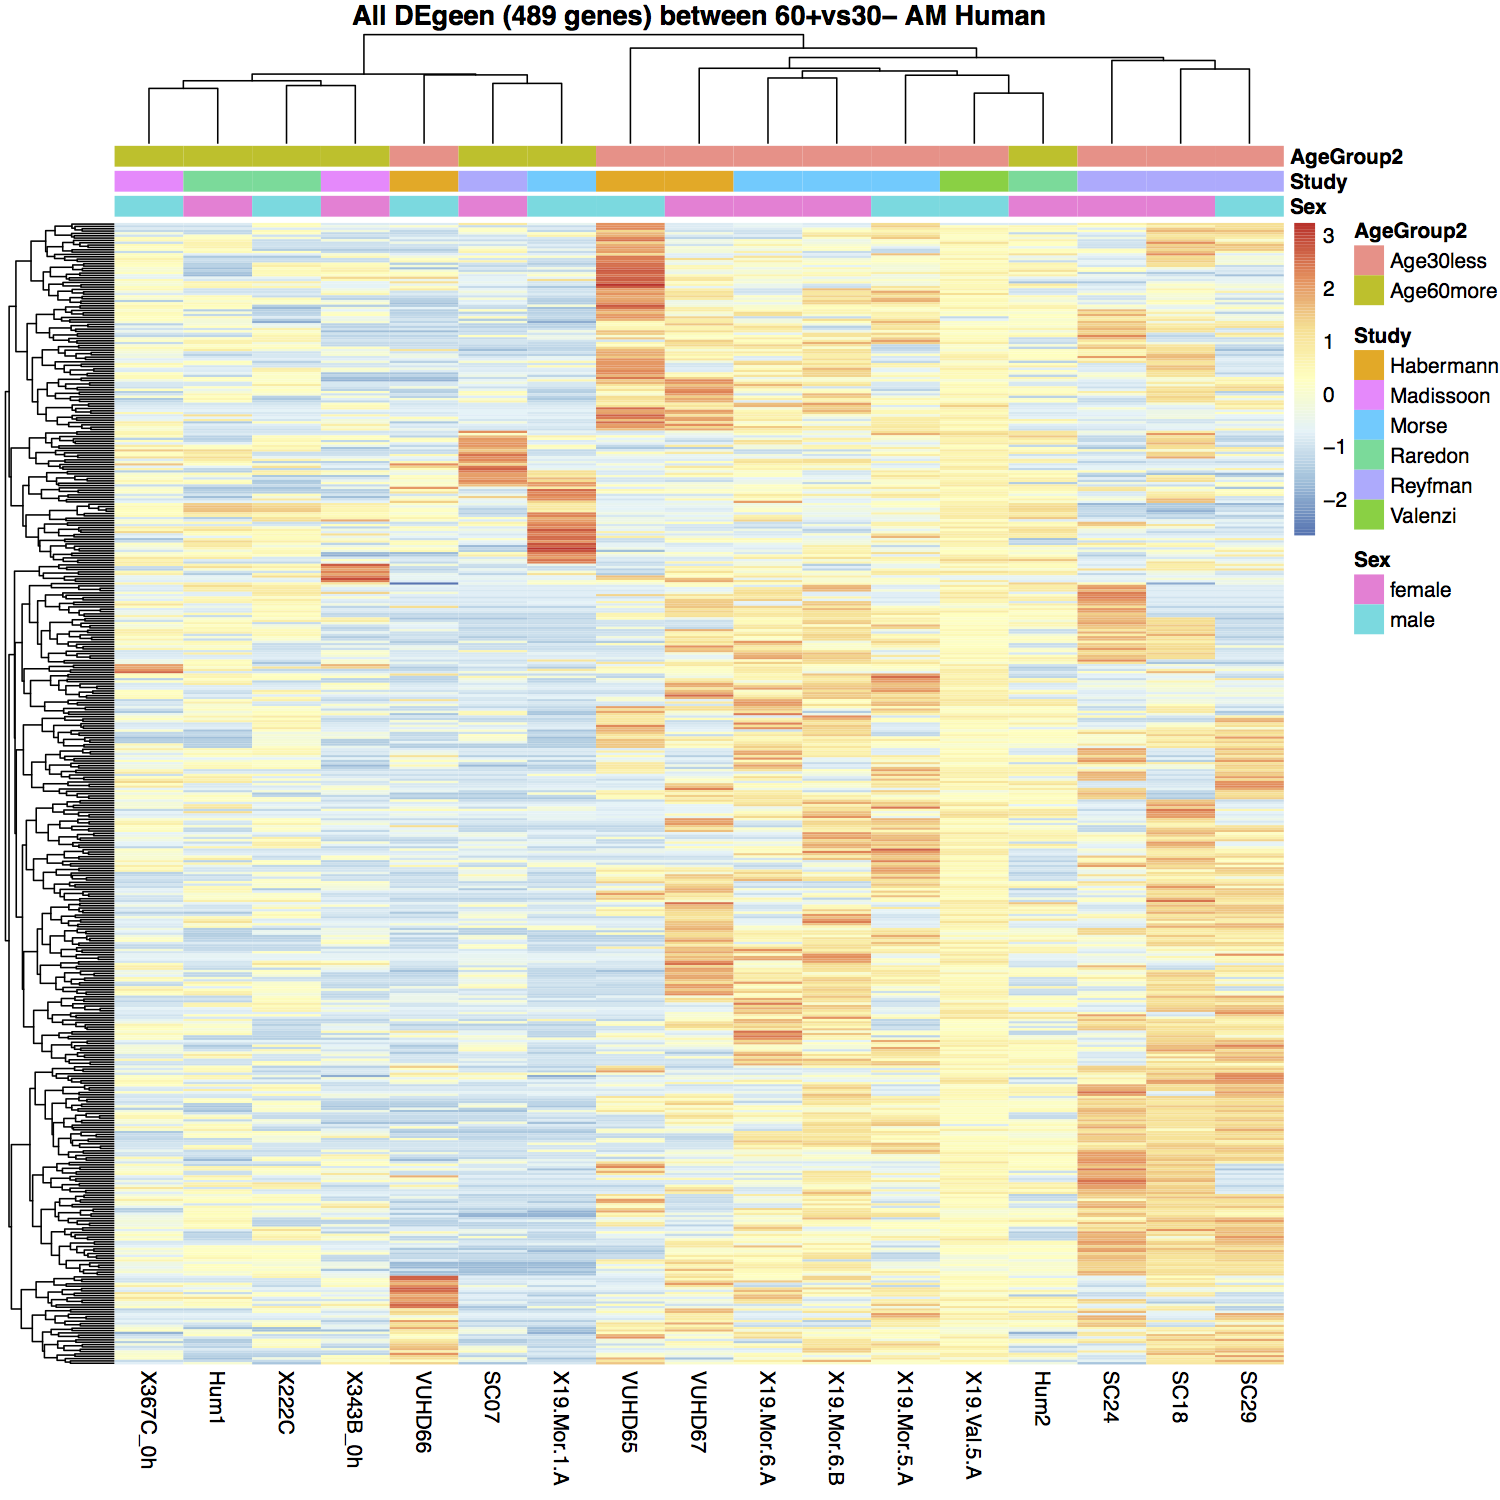 All DEgeen (489 genes) between 60+vs30− AM Human
AgeGroup2
Study
Sex
3
2
1
0
−1
−2
AgeGroup2
Age30less
Age60more
Study
Habermann
Madissoon
Morse
Raredon
Reyfman
Valenzi
Sex
female
male
X367C_0h
Hum1
X222C
X343B_0h
VUHD66
SC07
X19.Mor.1.A
VUHD65
VUHD67
X19.Mor.6.A
X19.Mor.6.B
X19.Mor.5.A
X19.Val.5.A
Hum2
SC24
SC18
SC29